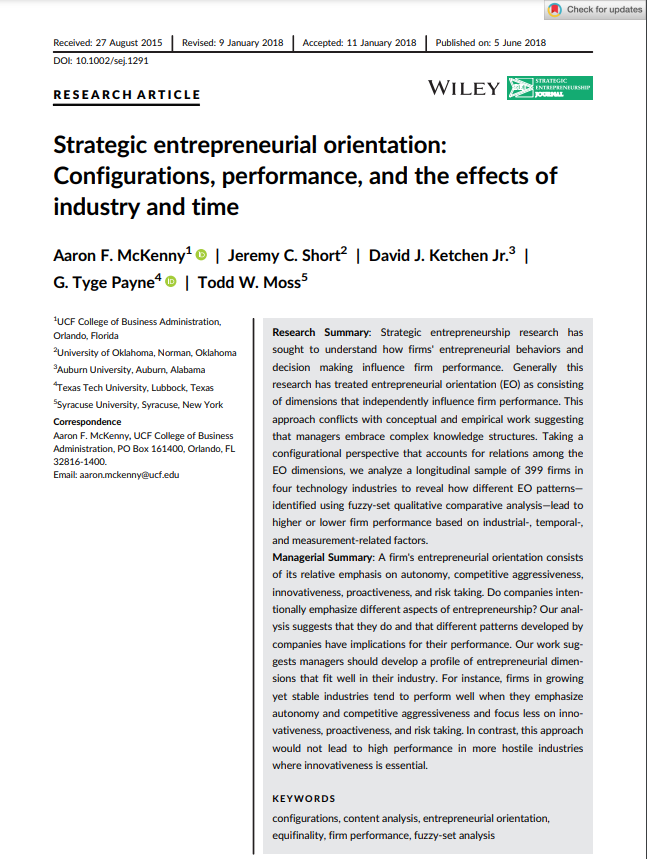 Check for updates
Received: 27 August 2015 | Revised: 9 January 2018 | Accepted: 11 January 2018 | Published on: 5 June 2018
DOI: 10.1002/sej.1291
RESEARCH ARTICLE
WILEY
STRATEGIC
ENTREPRENEURSHIP
JOURNAL
Strategic entrepreneurial orientation:
Configurations, performance, and the effects of
industry and time
Aaron F. McKenny¹ | Jeremy C. Short² | David J. Ketchen Jr.³ |
G. Tyge Payne⁴ | Todd W. Moss⁵
¹UCF College of Business Administration,
Orlando, Florida
²University of Oklahoma, Norman, Oklahoma
³Auburn University, Auburn, Alabama
⁴Texas Tech University, Lubbock, Texas
⁵Syracuse University, Syracuse, New York
Correspondence
Aaron F. McKenny, UCF College of Business
Administration, PO Box 161400, Orlando, FL
32816-1400.
Email: aaron.mckenny@ucf.edu
Research Summary: Strategic entrepreneurship research has
sought to understand how firms' entrepreneurial behaviors and
decision making influence firm performance. Generally this
research has treated entrepreneurial orientation (EO) as consisting
of dimensions that independently influence firm performance. This
approach conflicts with conceptual and empirical work suggesting
that managers embrace complex knowledge structures. Taking a
configurational perspective that accounts for relations among the
EO dimensions, we analyze a longitudinal sample of 399 firms in
four technology industries to reveal how different EO patterns—
identified using fuzzy-set qualitative comparative analysis—lead to
higher or lower firm performance based on industrial-, temporal-,
and measurement-related factors.
Managerial Summary: A firm's entrepreneurial orientation consists
of its relative emphasis on autonomy, competitive aggressiveness,
innovativeness, proactiveness, and risk taking. Do companies inten-
tionally emphasize different aspects of entrepreneurship? Our anal-
ysis suggests that they do and that different patterns developed by
companies have implications for their performance. Our work sug-
gests managers should develop a profile of entrepreneurial dimen-
sions that fit well in their industry. For instance, firms in growing
yet stable industries tend to perform well when they emphasize
autonomy and competitive aggressiveness and focus less on inno-
vativeness, proactiveness, and risk taking. In contrast, this approach
would not lead to high performance in more hostile industries
where innovativeness is essential.
KEYWORDS
configurations, content analysis, entrepreneurial orientation,
equifinality, firm performance, fuzzy-set analysis